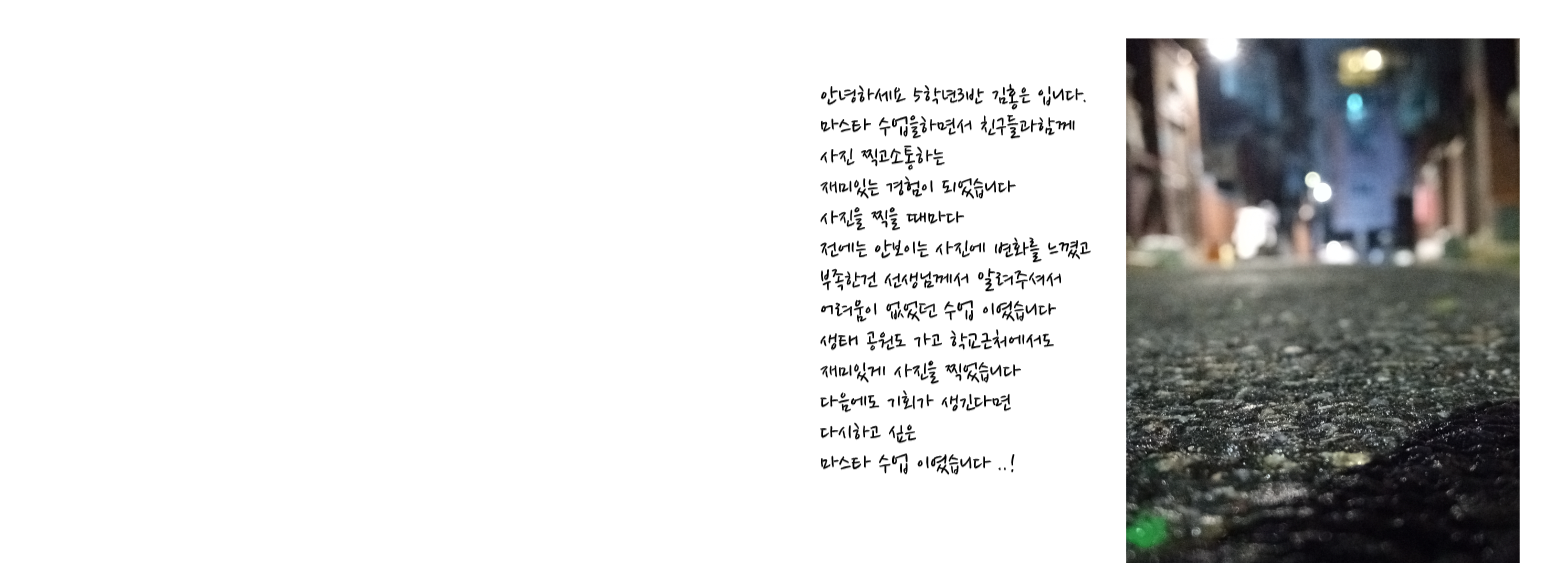 안녕하세요 5학년3반 김홍은 입니다.
마스타 수업을하면서 친구들과함께
사진 찍고소통하는
재미있는 경험이 되었습니다
사진을 찍을 때마다
전에는 안보이는 사진에 변화를 느꼈고
부족한건 선생님께서 알려주셔서
어려움이 없었던 수업 이였습니다
생태 공원도 가고 학교근처에서도
재미있게 사진을 찍었습니다
다음에도 기회가 생긴다면
다시하고 싶은
마스타 수업 이였습니다 ..!